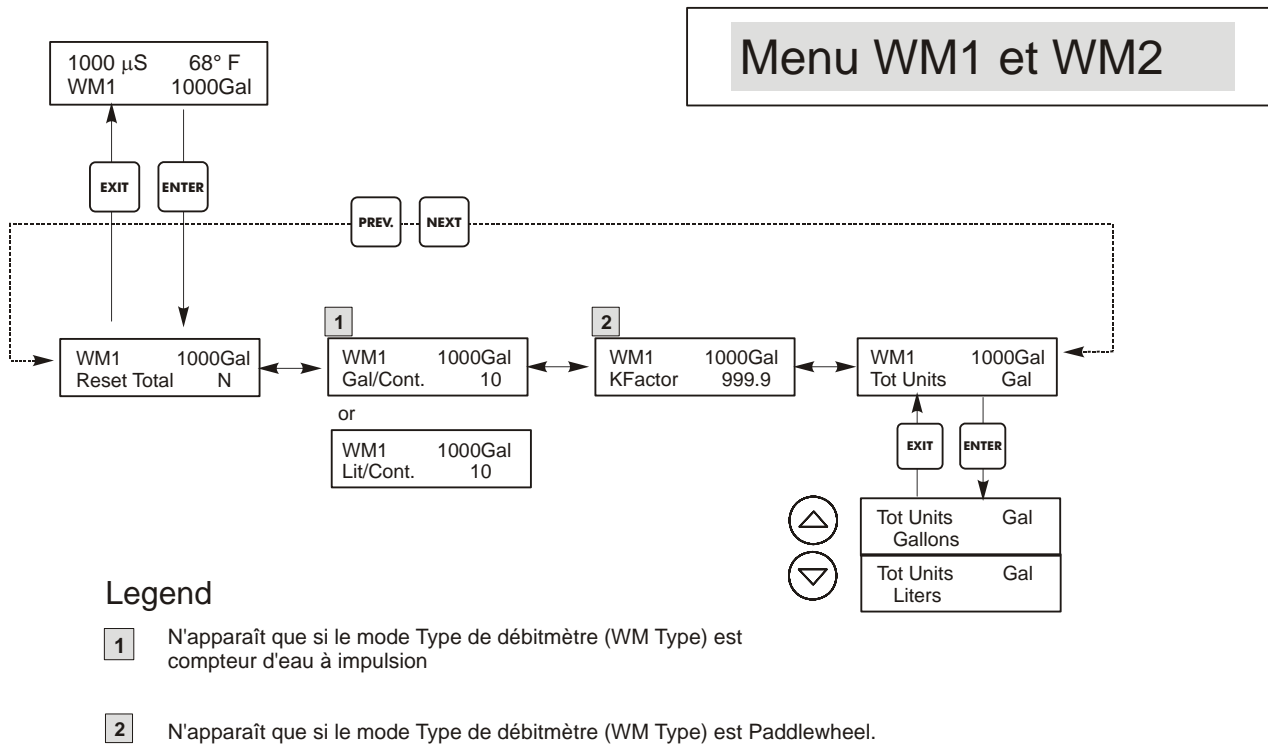 Menu WM1 et WM2
1000 μS 68° F
WM1 1000Gal
EXIT ENTER
PREV. NEXT
WM1 1000Gal
Reset Total N
1
WM1 1000Gal
Gal/Cont. 10
or
WM1 1000Gal
Lit/Cont. 10
2
WM1 1000Gal
KFactor 999.9
WM1 1000Gal
Tot Units Gal
EXIT ENTER
Tot Units Gal
Gallons
Tot Units Gal
Liters
Legend
1 N'apparaît que si le mode Type de débitmètre (WM Type) est
compteur d'eau à impulsion
2 N'apparaît que si le mode Type de débitmètre (WM Type) est Paddlewheel.